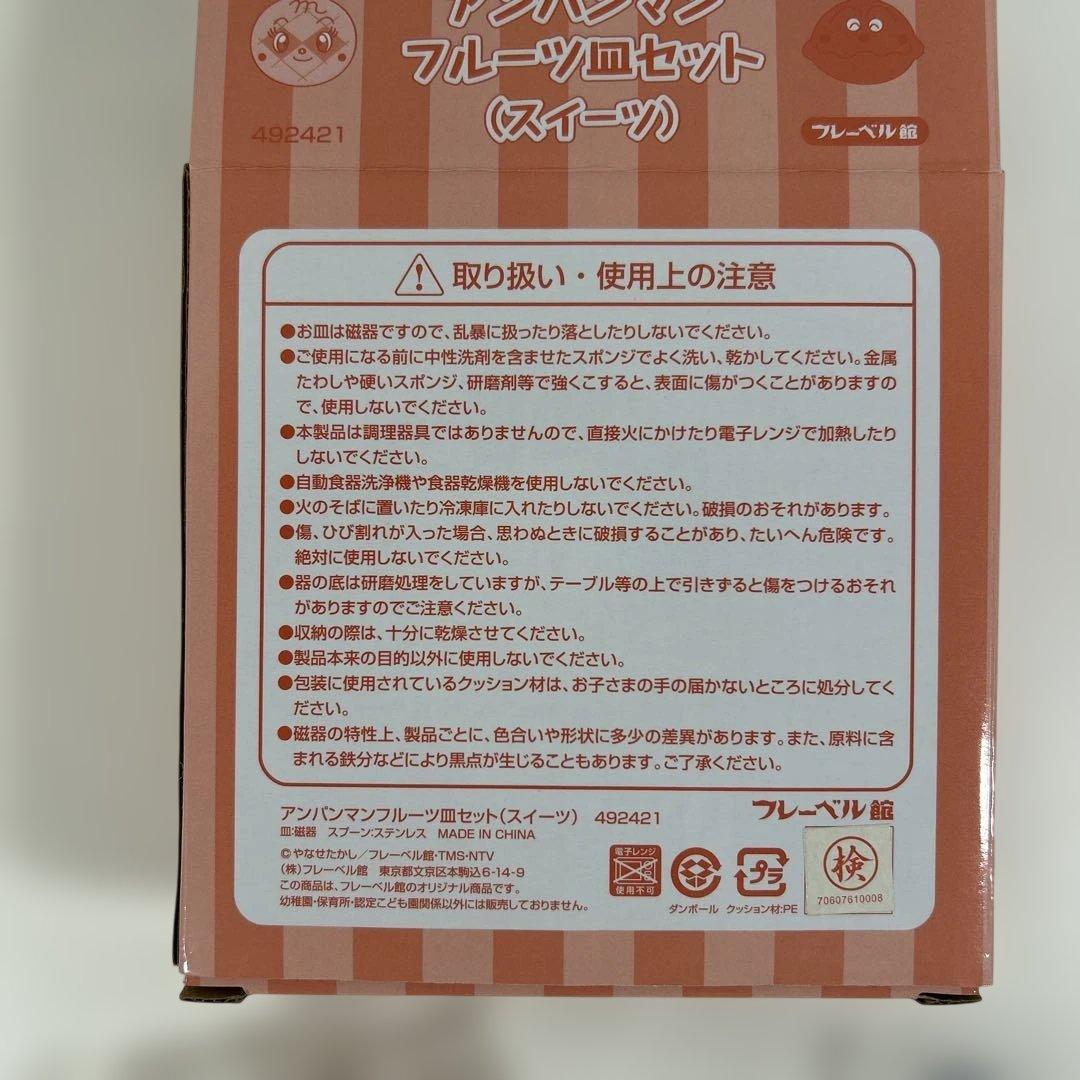 アンパンマン
フルーツ皿セット
(スイーツ)
492421
フレーベル館
取り扱い・使用上の注意
●お皿は磁器ですので、乱暴に扱ったり落としたりしないでください。
●ご使用になる前に中性洗剤を含ませたスポンジでよく洗い、乾かしてください。金属
たわしや硬いスポンジ、研磨剤等で強くこすると、表面に傷がつくことがありますの
で、使用しないでください。
●本製品は調理器具ではありませんので、直接火にかけたり電子レンジで加熱したり
しないでください。
●自動食器洗浄機や食器乾燥機を使用しないでください。
●火のそばに置いたり冷凍庫に入れたりしないでください。破損のおそれがあります。
●傷、ひび割れが入った場合、思わぬときに破損することがあり、たいへん危険です。
絶対に使用しないでください。
●器の底は研磨処理をしていますが、テーブル等の上で引きずると傷をつけるおそれ
がありますのでご注意ください。
●収納の際は、十分に乾燥させてください。
●製品本来の目的以外に使用しないでください。
●包装に使用されているクッション材は、お子さまの手の届かないところに処分してく
ださい。
●磁器の特性上、製品ごとに、色合いや形状に多少の差異があります。また、原料に含
まれる鉄分などにより黒点が生じることもあります。ご了承ください。
アンパンマンフルーツ皿セット(スイーツ) 492421
フレーベル館
皿:磁器 スプーン:ステンレス MADE IN CHINA
©やなせたかし/フレーベル館・TMS・NTV
(株)フレーベル館 東京都文京区本駒込6-14-9
この商品は、フレーベル館のオリジナル商品です。
幼稚園・保育所・認定こども園関係以外には販売しておりません。
電子レンジ
使用不可
ダンボール
プラ
クッション材:PE
検
70607610008